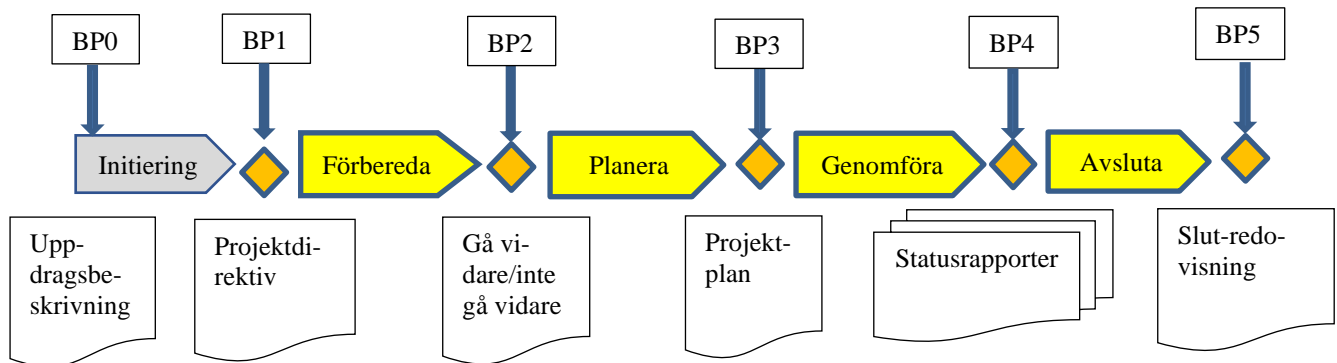 BP0
BP1
BP2
BP3
BP4
BP5
Initiering
Förbereda
Planera
Genomföra
Avsluta
Upp-
dragsbe-
skrivning
Projektdi-
rektiv
Gå vi-
dare/inte
gå vidare
Projekt-
plan
Statusrapporter
Slut-redo-
visning